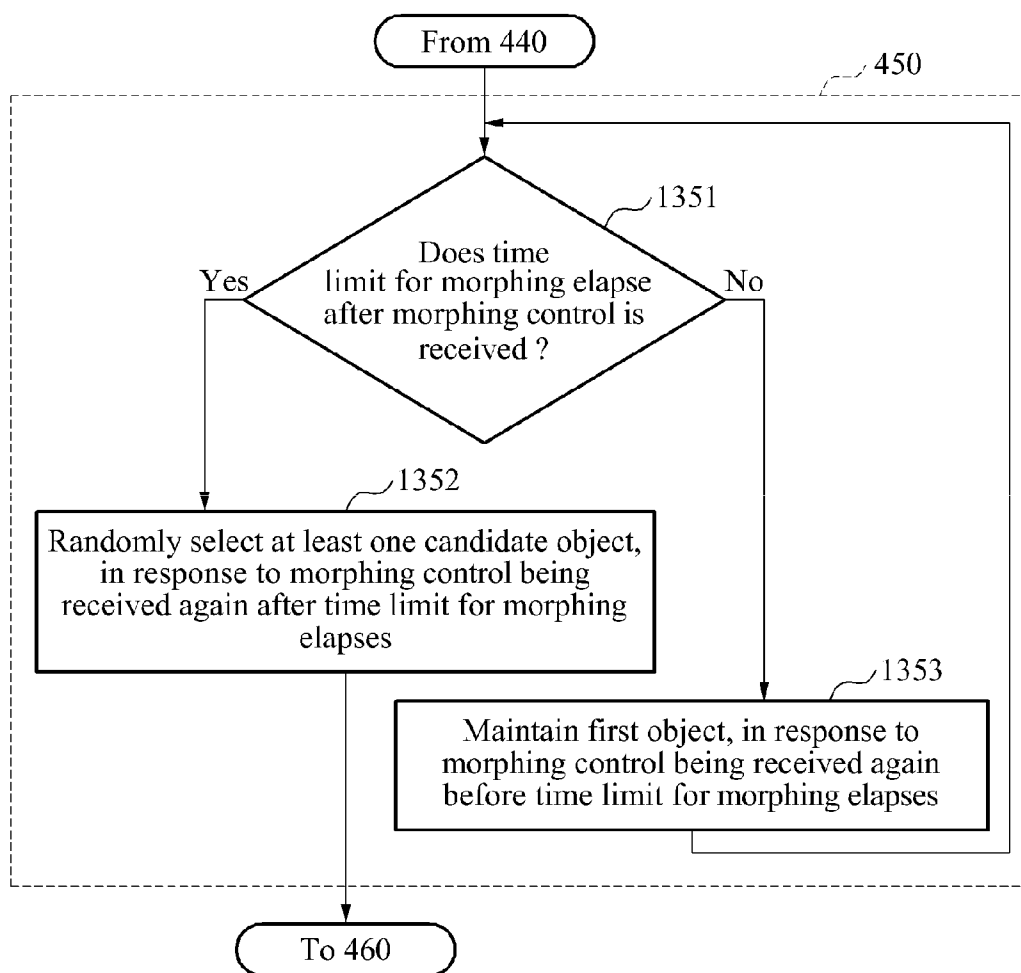 From 440
450
1351
Does time
limit for morphing elapse
after morphing control is
received ?
Yes
No
1352
Randomly select at least one candidate object,
in response to morphing control being
received again after time limit for morphing
elapses
1353
Maintain first object, in response to
morphing control being received again
before time limit for morphing elapses
To 460